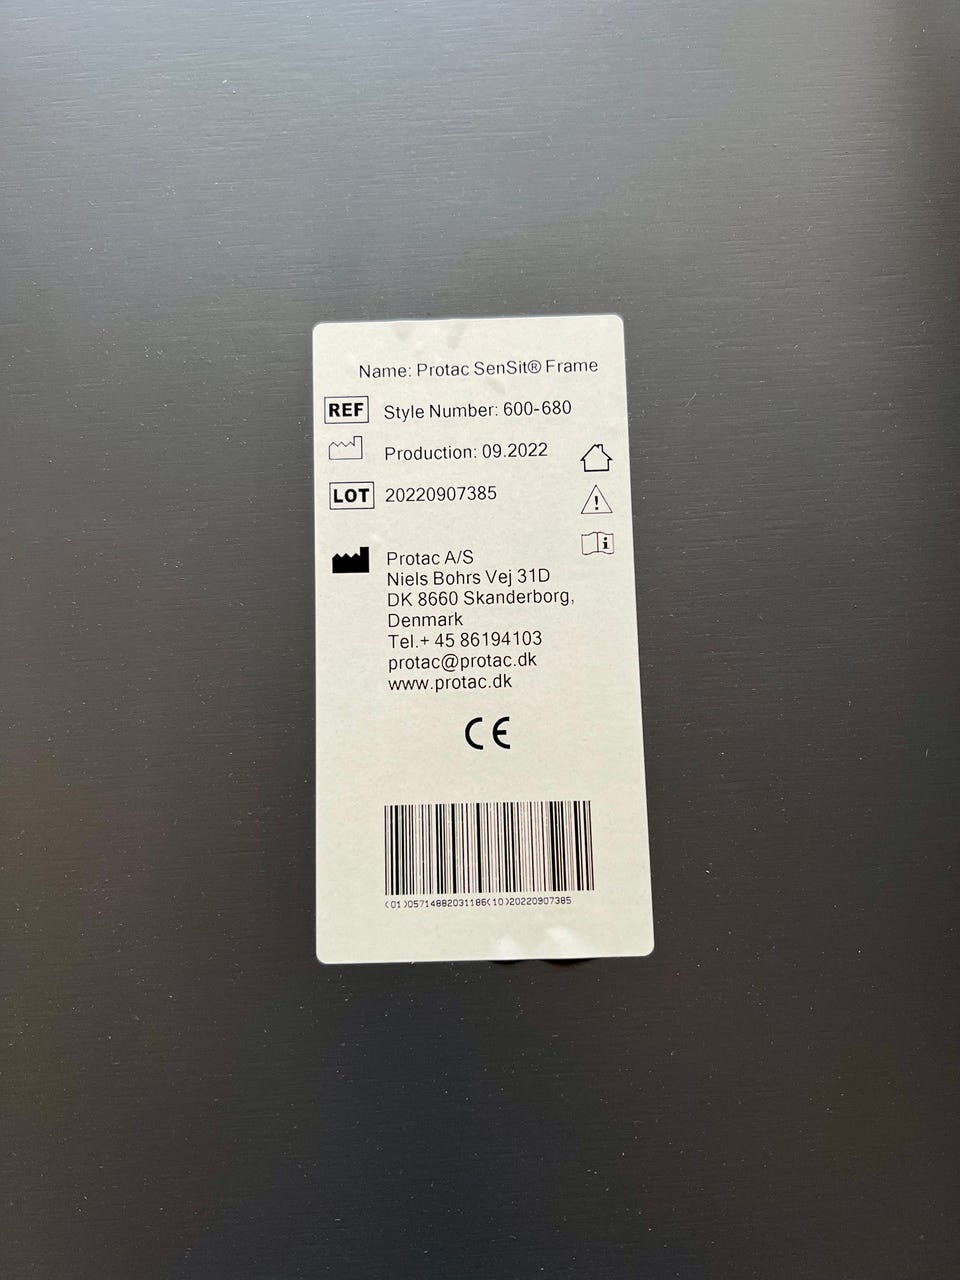 Name: Protac SenSit® Frame
REF Style Number: 600-680
Production: 09.2022
LOT 20220907385
Protac A/S
Niels Bohrs Vej 31D
DK 8660 Skanderborg,
Denmark
Tel.+ 45 86194103
protac@protac.dk
www.protac.dk
CE
(01)05714882031186(10)20220907385